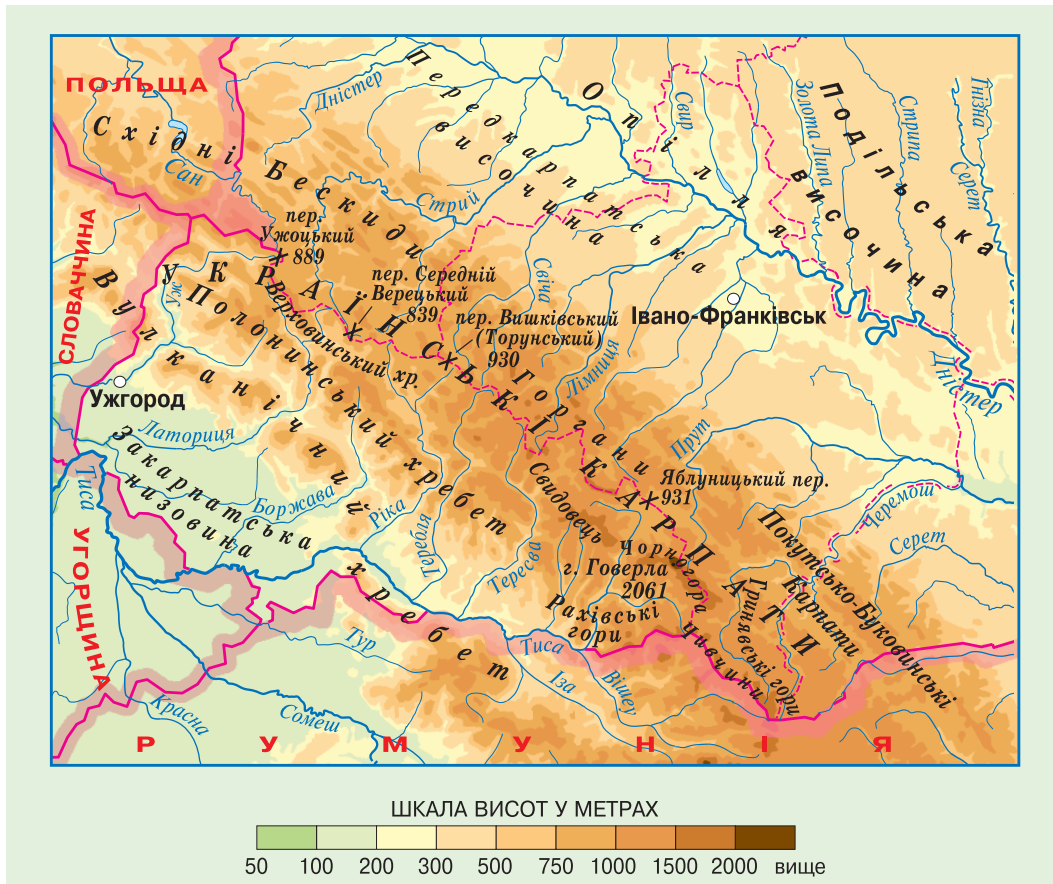 ПОЛЬЩА
Східні Бескиди
Сан
Дністер
Передкарпатська
височина
Опілля
Свир
Золота Липа
Подільська
височина
Стрипа
Гнізна
Серет
Стрий
СЛОВАЧЧИНА
пер.
Ужоцький
889
УКРАЇНСЬКІ КАРПАТИ
пер. Середній
Верецький
839
Свіча
пер. Вишківський
(Торунський)
930
Івано-Франківськ
Дністер
Вулканічний хребет
Уж
Полонинський хребет
Верховинський хр.
Ужгород
Лімниця
Горгани
Латориця
Закарпатська
низовина
Прут
Яблуницький пер.
931
Тиса
Боржава
Ріка
Теребля
Тересва
Свидовець
Чорногора
г. Говерла
2061
Рахівські
гори
Черемош
Серет
Покутсько-Буковинські
Карпати
Гринявські гори
Чивчини
УГОРЩИНА
Тур
Тиса
Іза
Вішеу
Красна
Сомеш
РУМУНІЯ
ШКАЛА ВИСОТ У МЕТРАХ
50 100 200 300 500 750 1000 1500 2000 вище